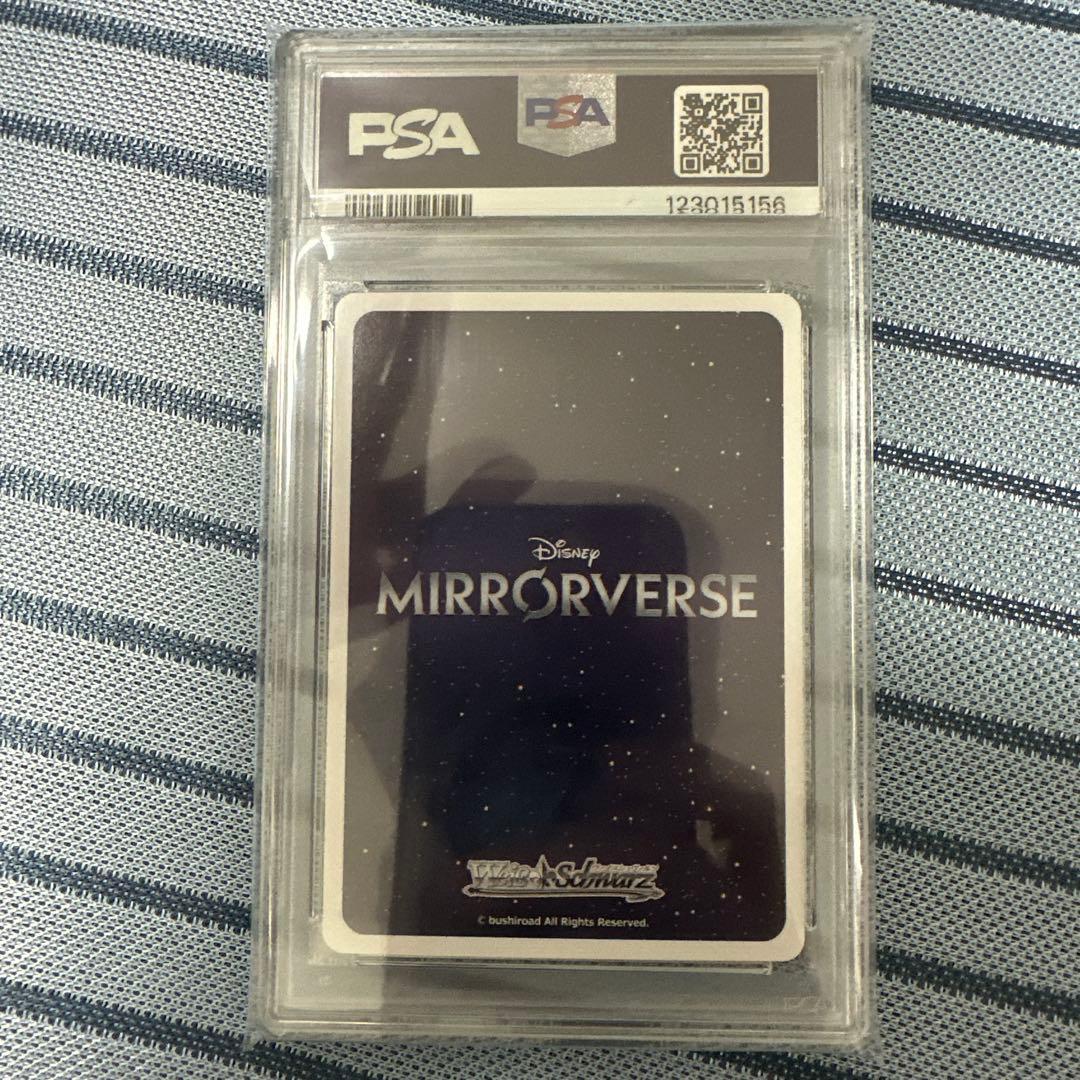 PSA
PSA
123015156
Disney
MIRRORVERSE
Weiß Schwarz
© bushiroad All Rights Reserved.